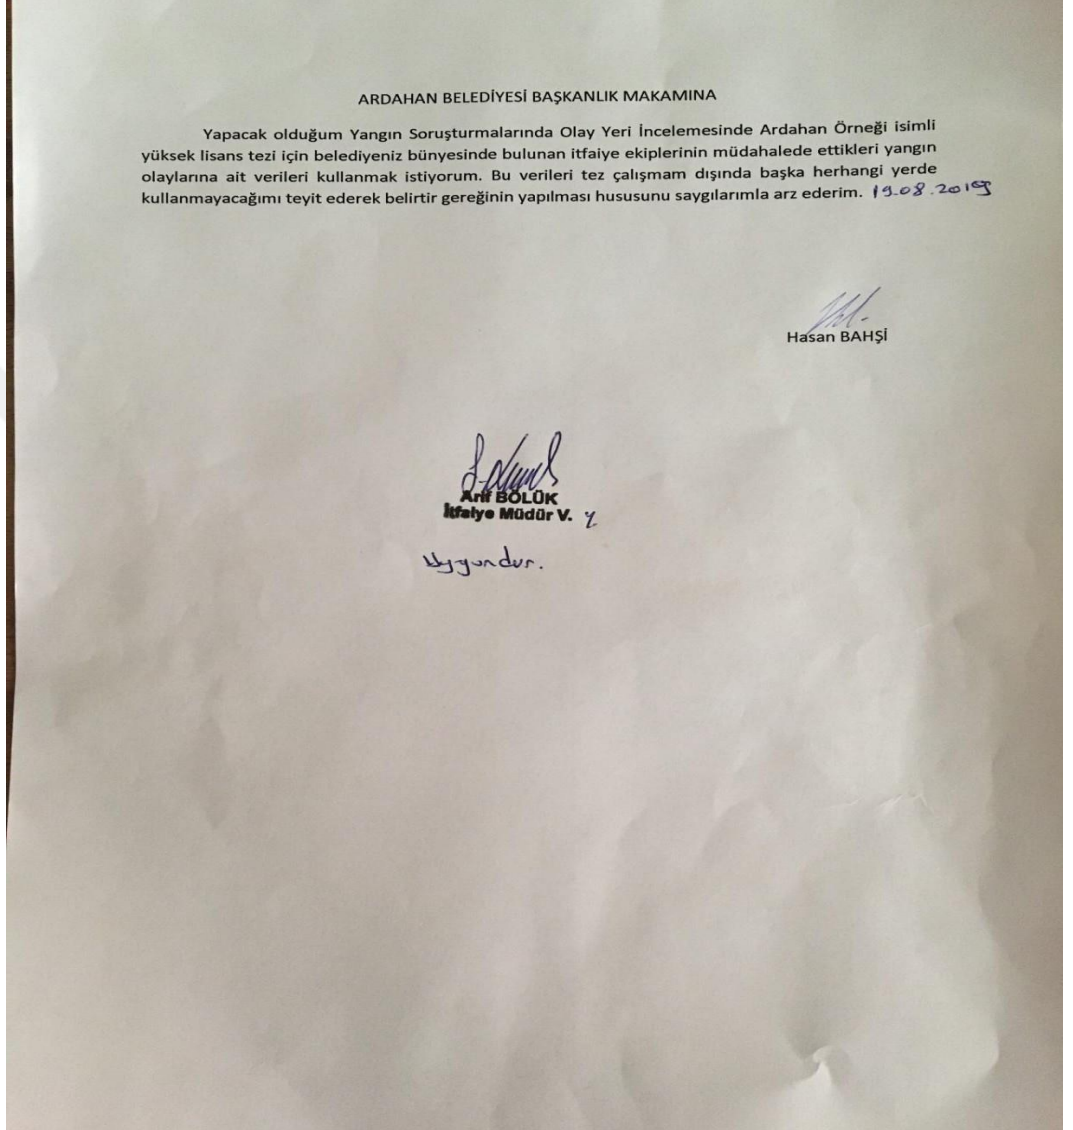 ARDAHAN BELEDİYESİ BAŞKANLIK MAKAMINA
Yapacak olduğum Yangın Soruşturmalarında Olay Yeri İncelemesinde Ardahan Örneği isimli
yüksek lisans tezi için belediyeniz bünyesinde bulunan itfaiye ekiplerinin müdahalede ettikleri yangın
olaylarına ait verileri kullanmak istiyorum. Bu verileri tez çalışmam dışında başka herhangi yerde
kullanmayacağımı teyit ederek belirtir gereğinin yapılması hususunu saygılarımla arz ederim. 19.08.2019
Hasan BAHŞİ
Arif BÖLÜK
İtfaiye Müdür V.
Uygundur.